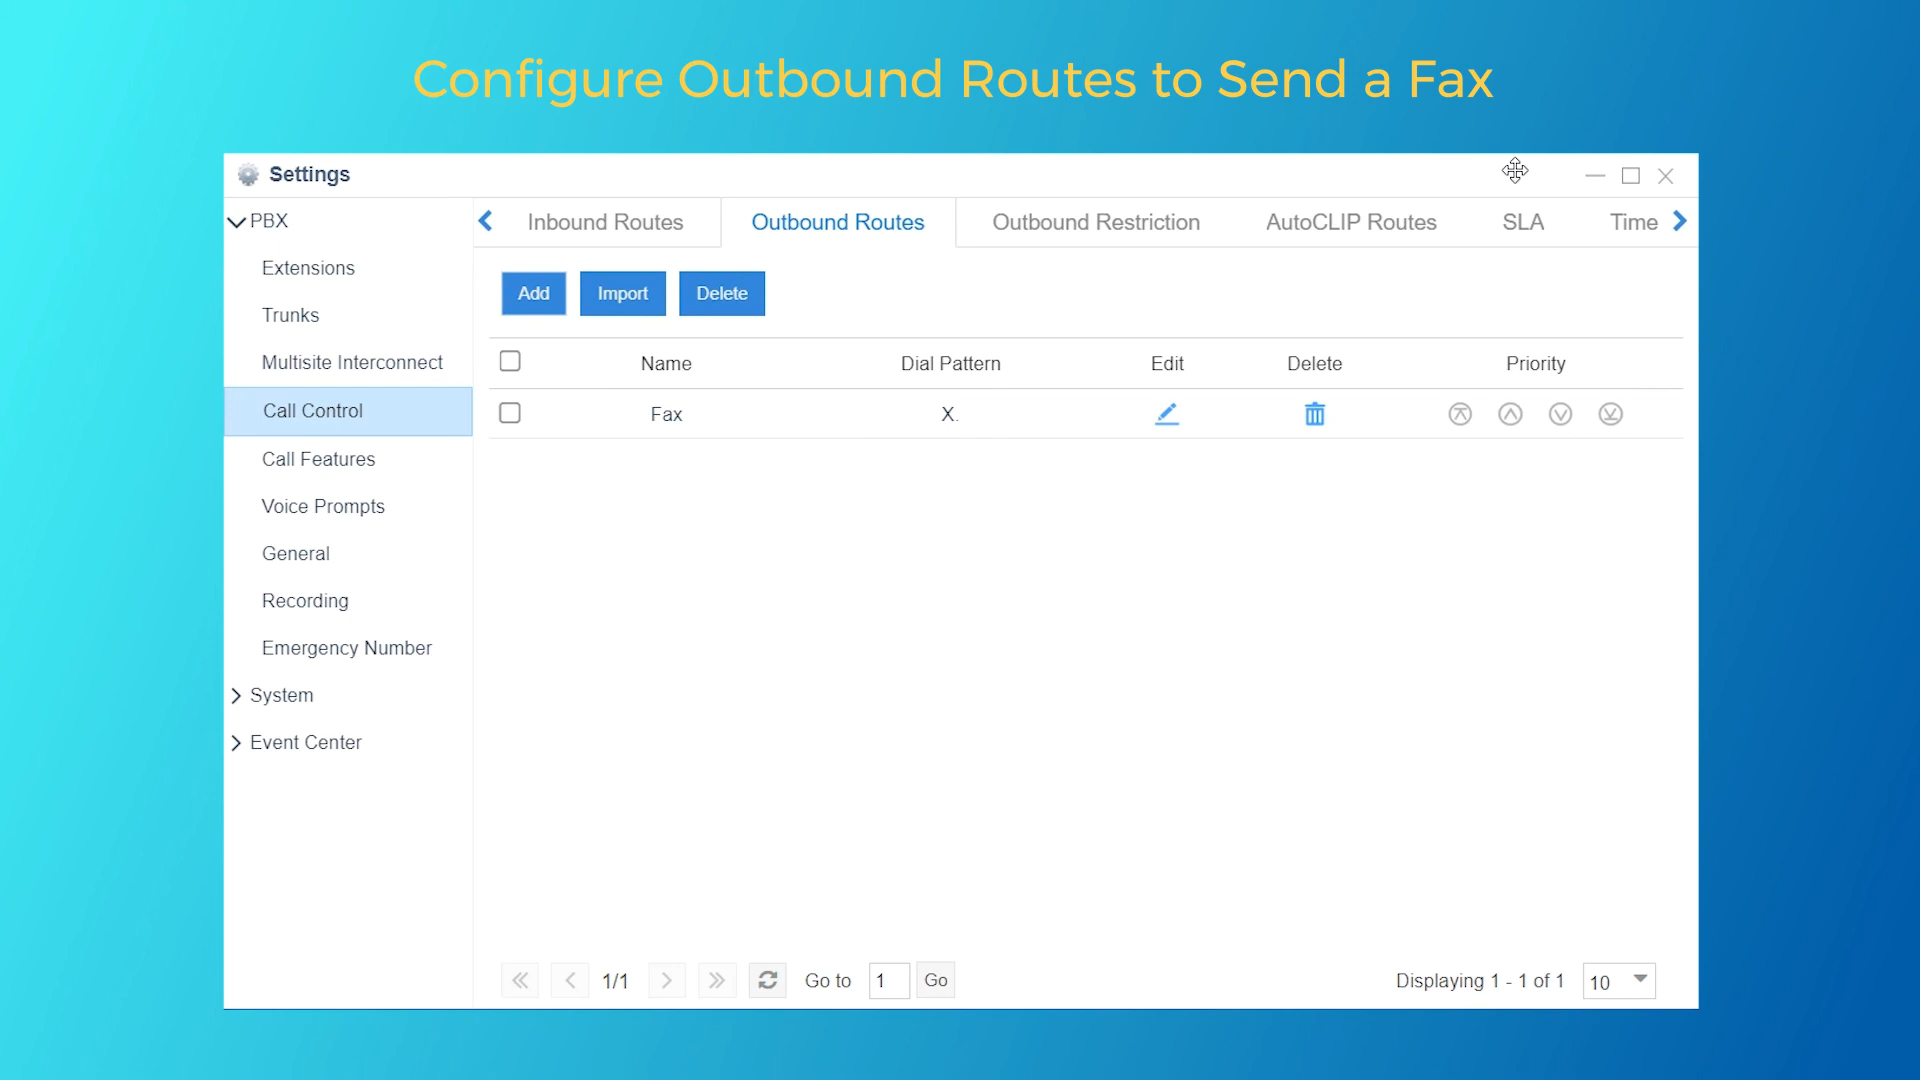 Configure Outbound Routes to Send a Fax
Settings
PBX
Extensions
Trunks
Multisite Interconnect
Call Control
Call Features
Voice Prompts
General
Recording
Emergency Number
System
Event Center
Inbound Routes Outbound Routes Outbound Restriction AutoCLIP Routes SLA Time
Add Import Delete
Name Dial Pattern Edit Delete Priority
Fax X.
1/1 Go to 1 Go Displaying 1 - 1 of 1 10